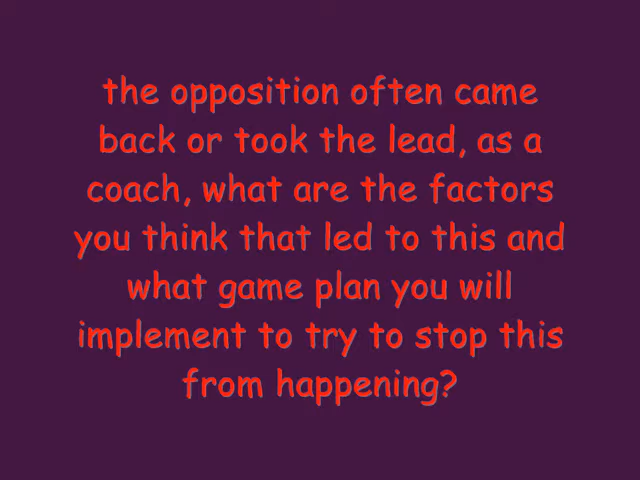 the opposition often came
back or took the lead, as a
coach, what are the factors
you think that led to this and
what game plan you will
implement to try to stop this
from happening?